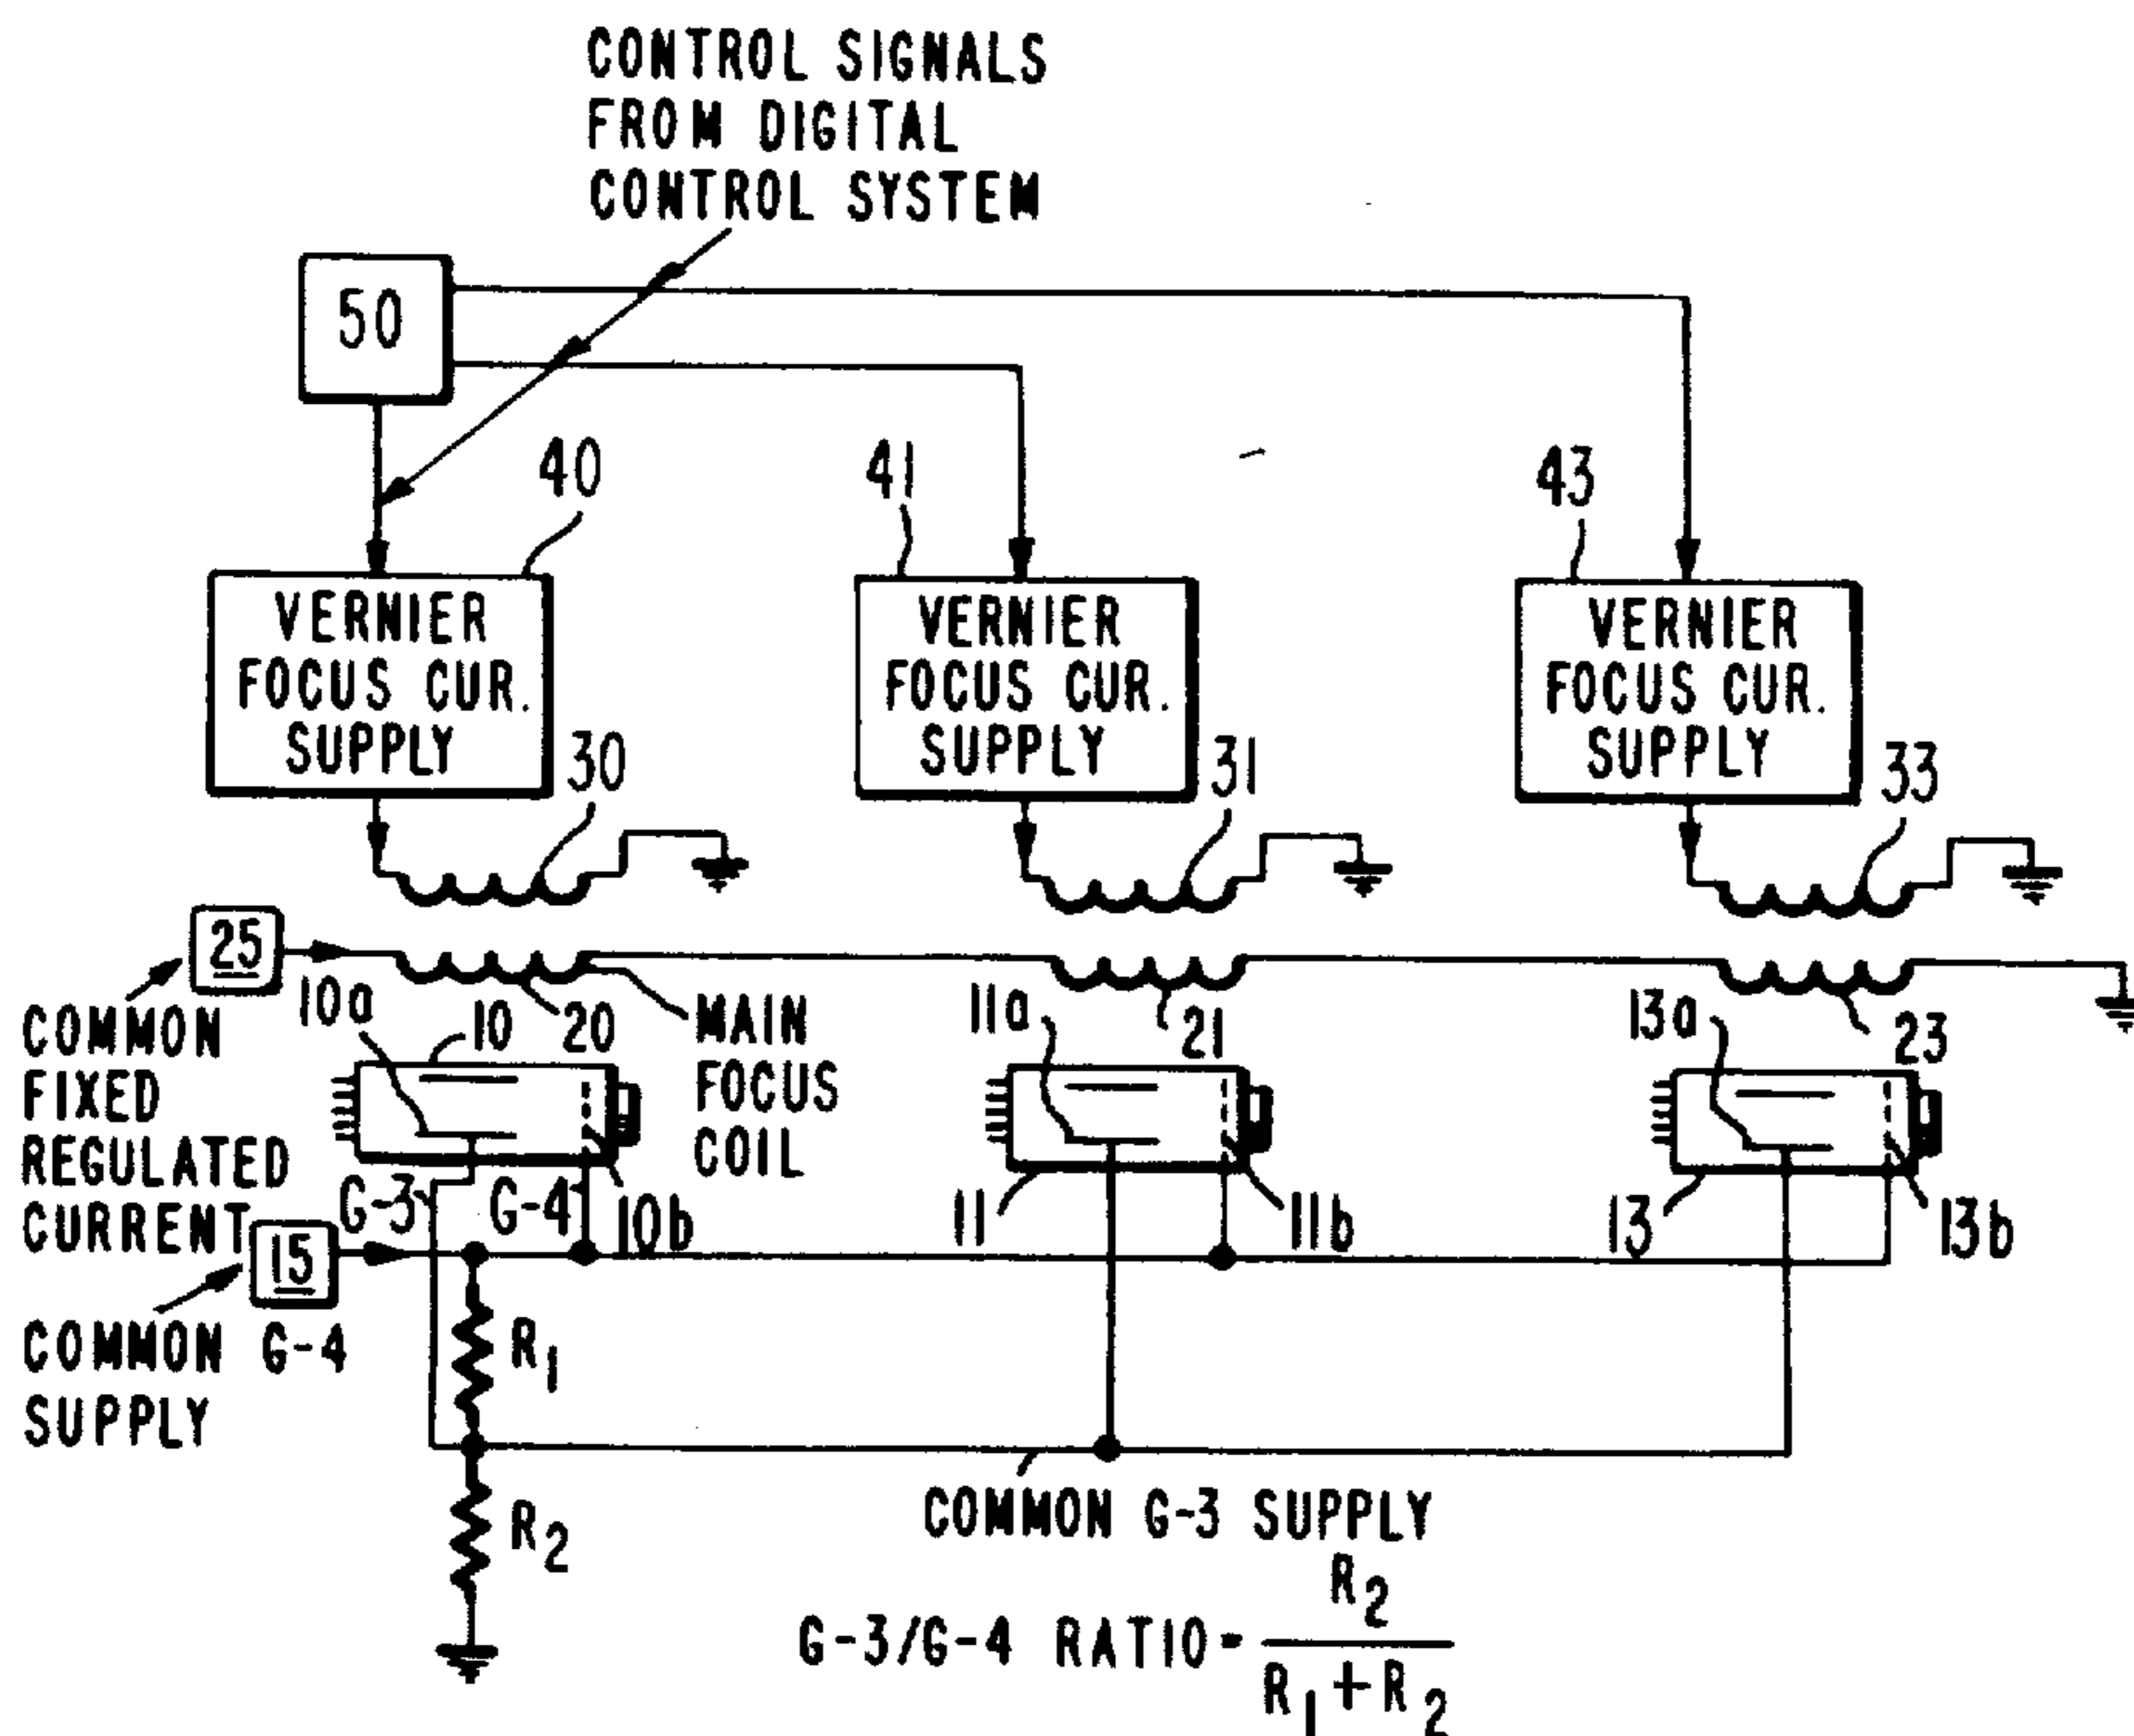 CONTROL SIGNALS
FROM DIGITAL
CONTROL SYSTEM
50
40
41
43
VERNIER
FOCUS CUR.
SUPPLY
VERNIER
FOCUS CUR.
SUPPLY
VERNIER
FOCUS CUR.
SUPPLY
30
31
33
25
10a
10
20
MAIN
FOCUS
COIL
11a
21
13a
23
COMMON
FIXED
REGULATED
CURRENT
G-3
G-4
10b
11
11b
13
13b
15
COMMON G-4
SUPPLY
R1
R2
COMMON G-3 SUPPLY
G-3/G-4 RATIO = R2
R1 + R2